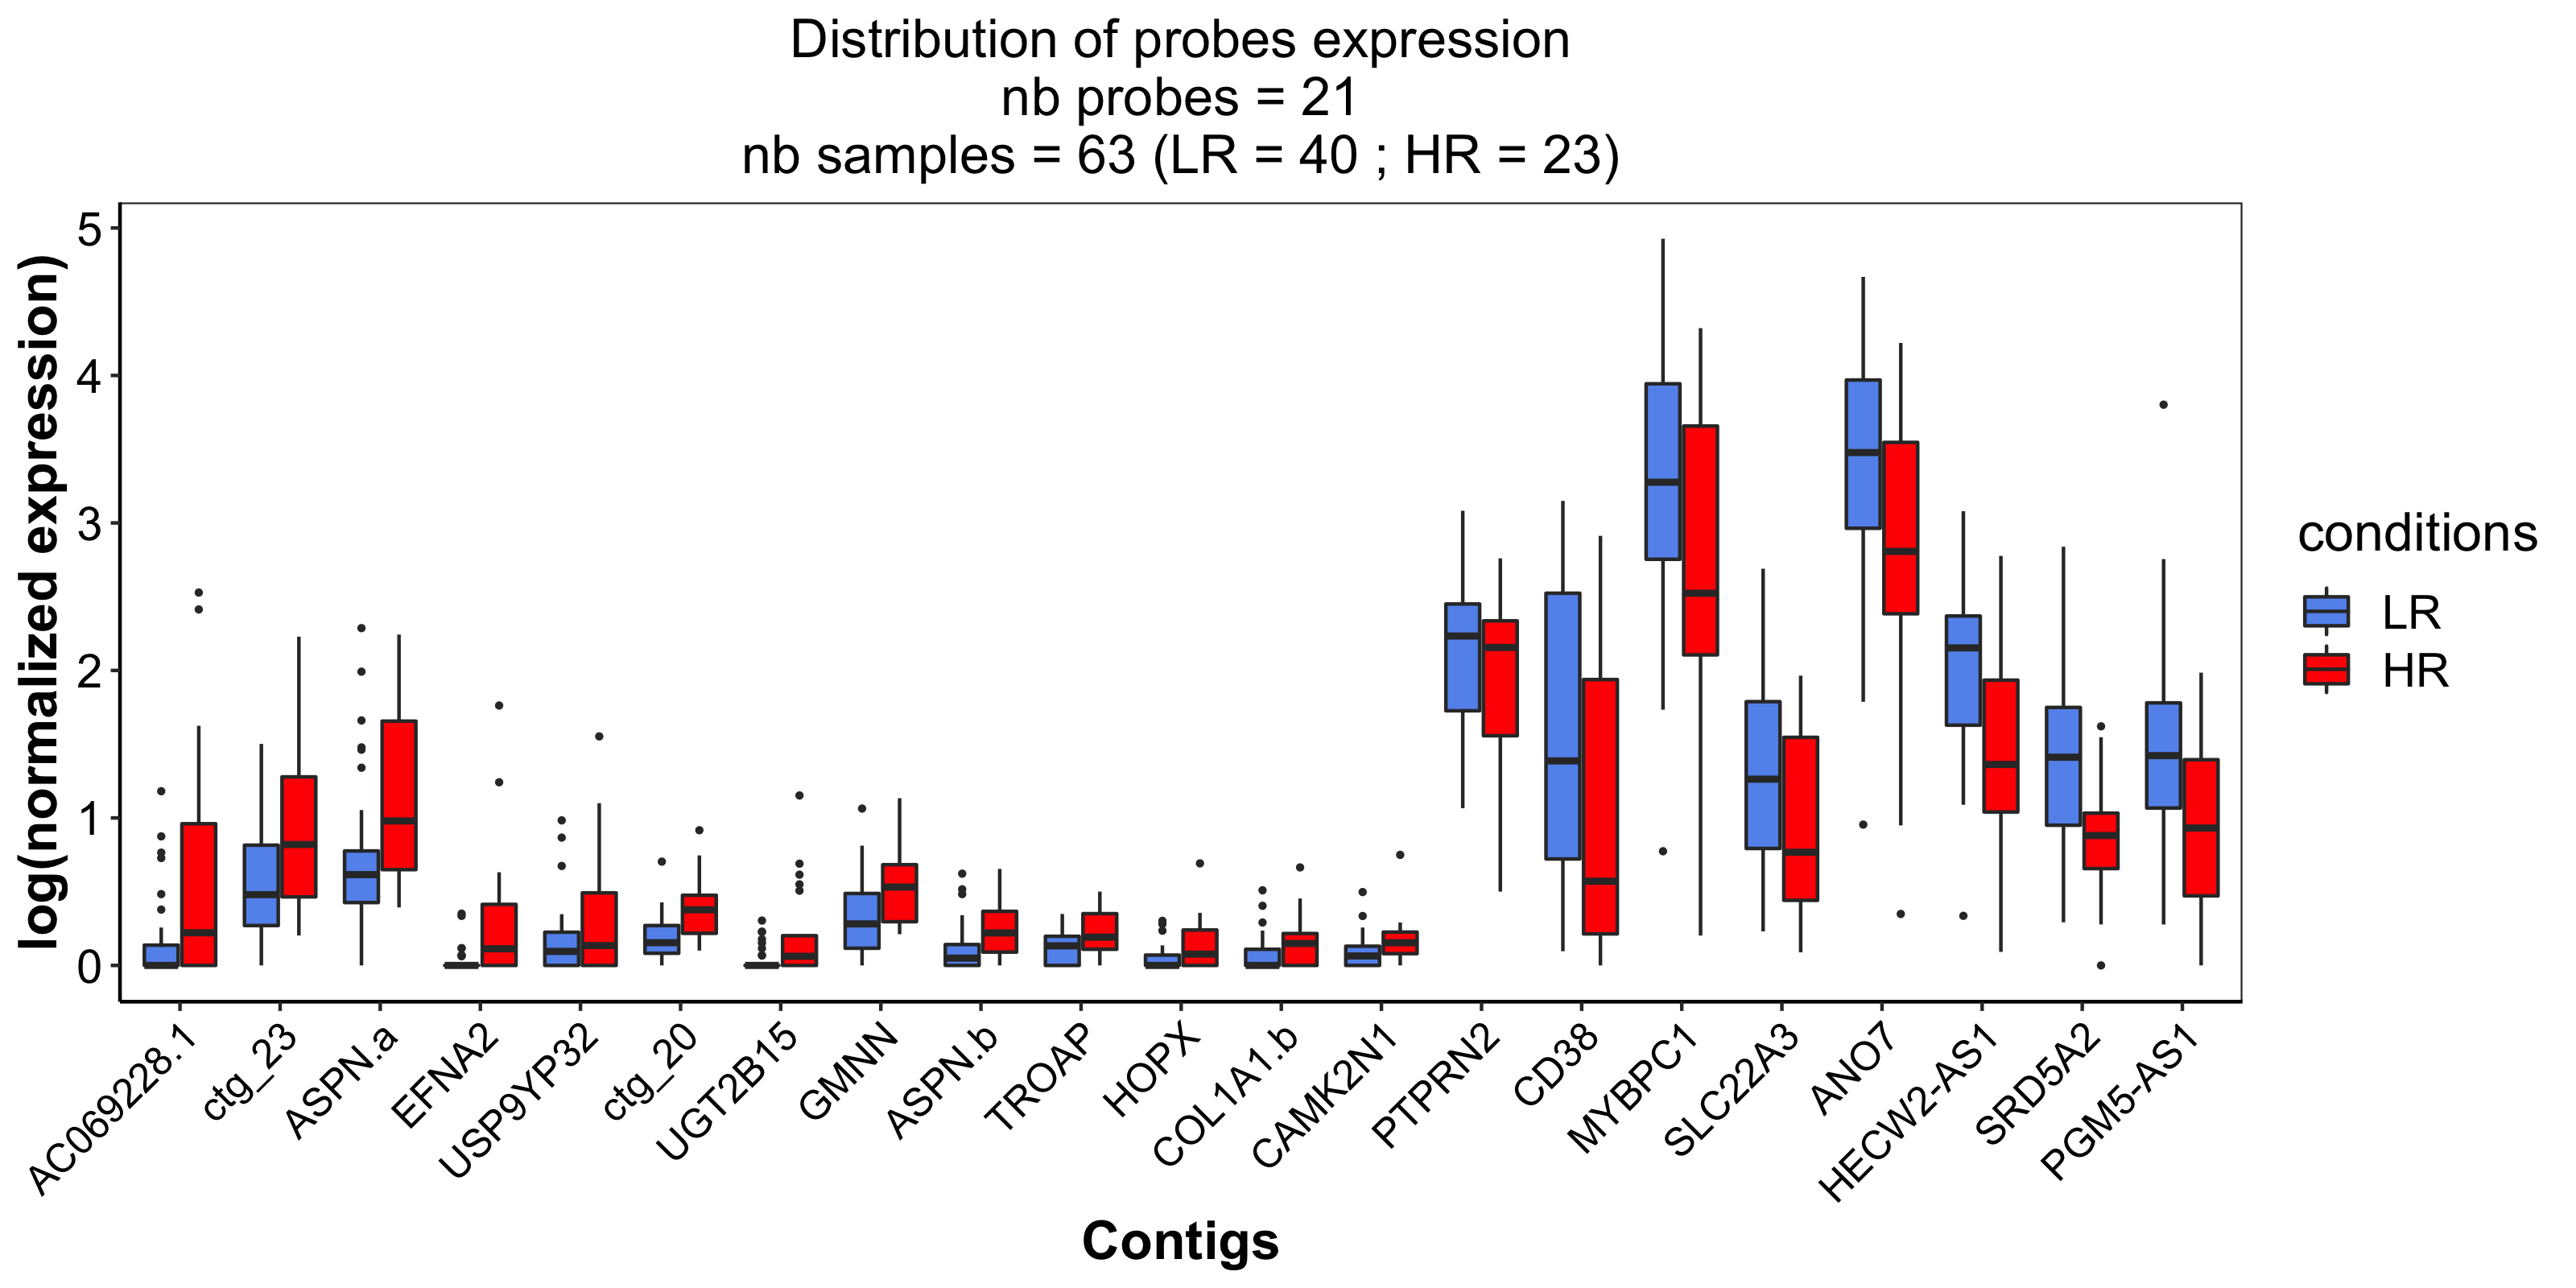 Distribution of probes expression
nb probes = 21
nb samples = 63 (LR = 40 ; HR = 23)
log(normalized expression)
5
4
3
2
1
0
AC069228.1
ctg_23
ASPN.a
EFNA2
USP9YP32
ctg_20
UGT2B15
GMNN
ASPN.b
TROAP
HOPX
COL1A1.b
CAMK2N1
PTPRN2
CD38
MYBPC1
SLC22A3
ANO7
HECW2-AS1
SRD5A2
PGM5-AS1
Contigs
conditions
LR
HR